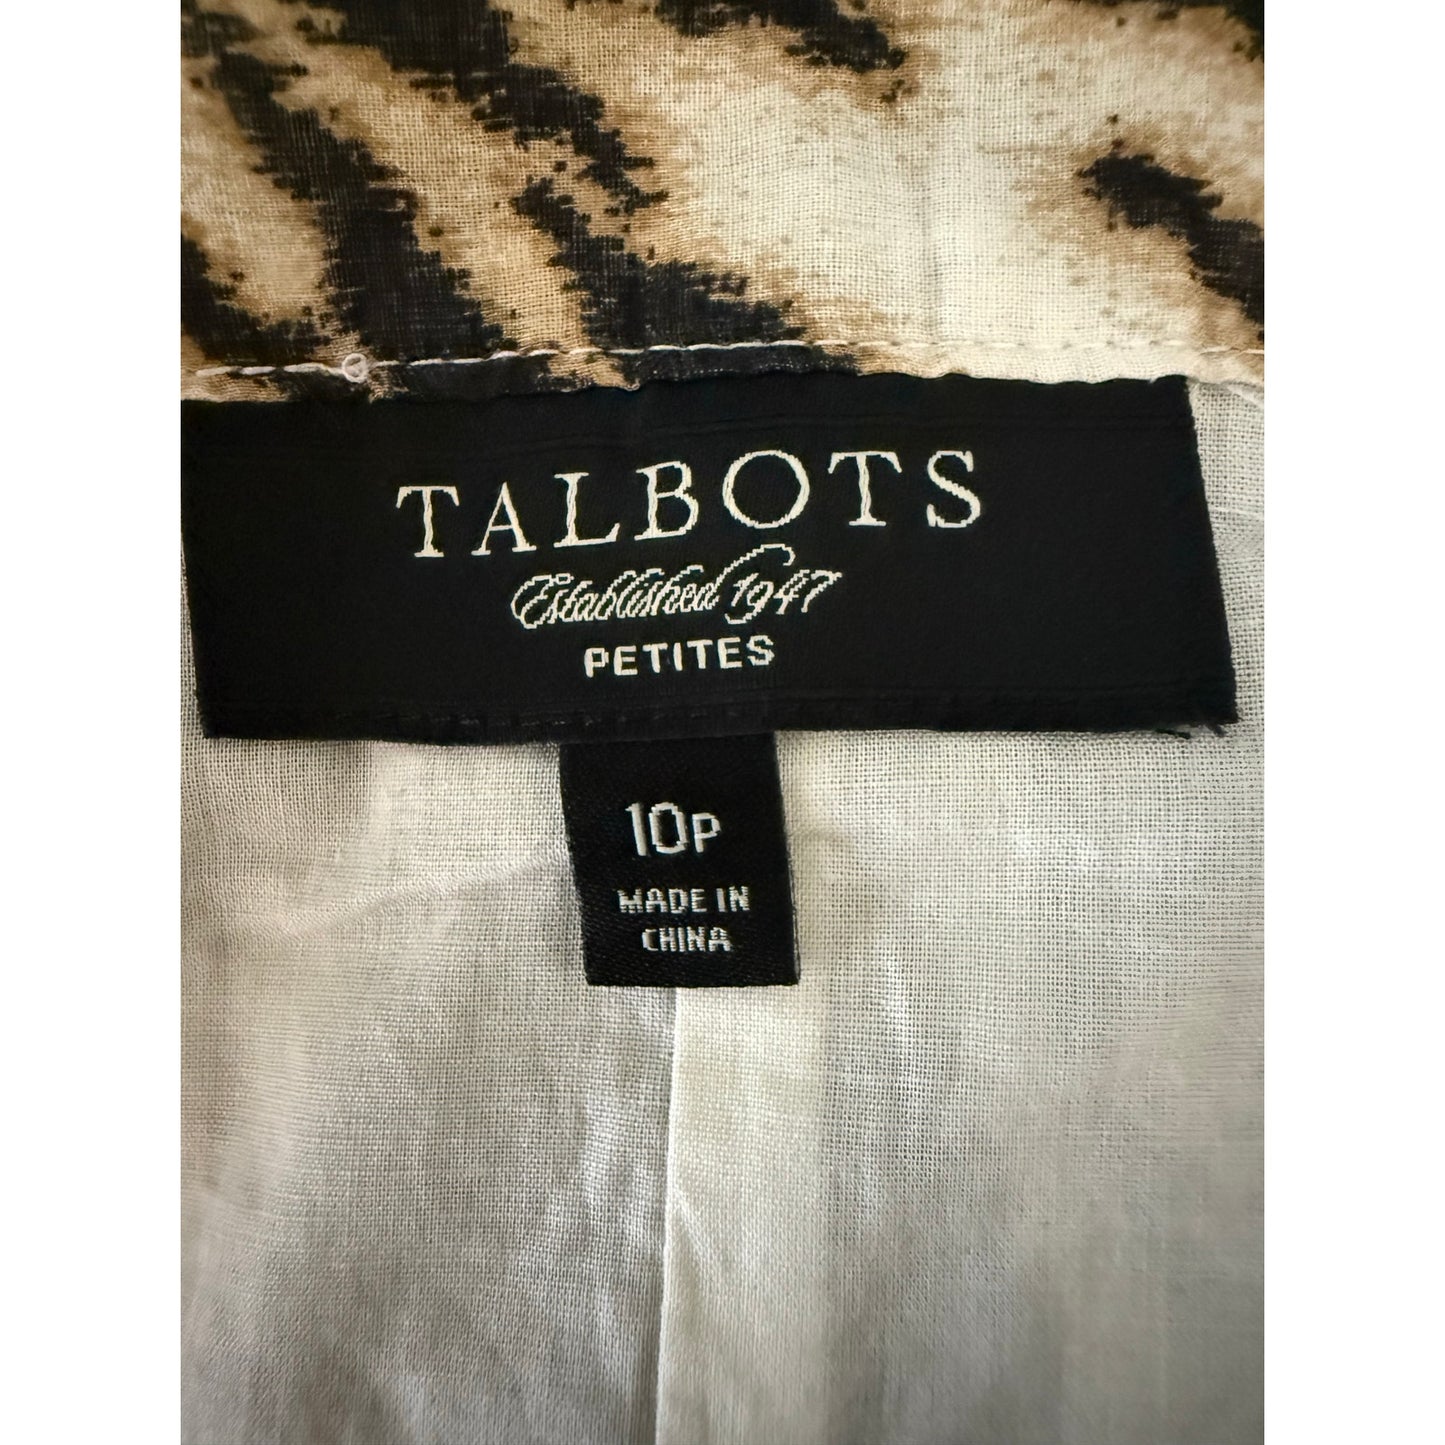 TALBOTS
Established 1947
PETITES
10P
MADE IN
CHINA